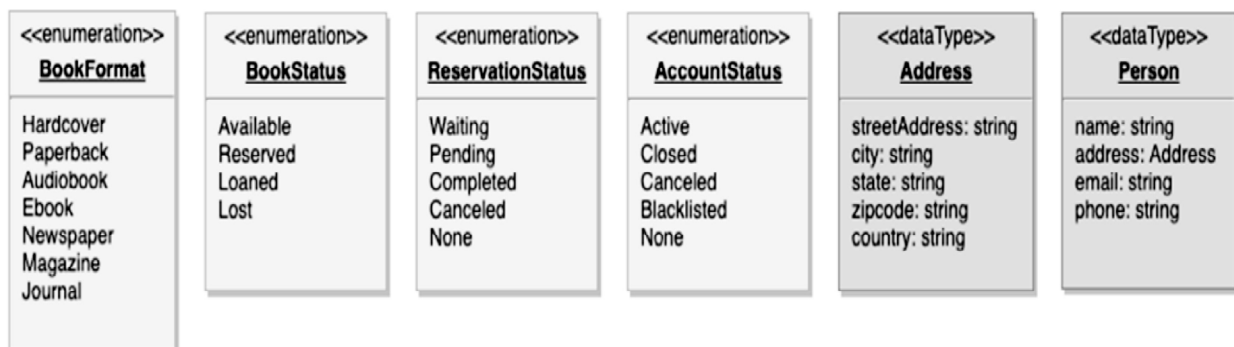 <<enumeration>>
BookFormat
Hardcover
Paperback
Audiobook
Ebook
Newspaper
Magazine
Journal
<<enumeration>>
BookStatus
Available
Reserved
Loaned
Lost
<<enumeration>>
ReservationStatus
Waiting
Pending
Completed
Canceled
None
<<enumeration>>
AccountStatus
Active
Closed
Canceled
Blacklisted
None
<<dataType>>
Address
streetAddress: string
city: string
state: string
zipcode: string
country: string
<<dataType>>
Person
name: string
address: Address
email: string
phone: string